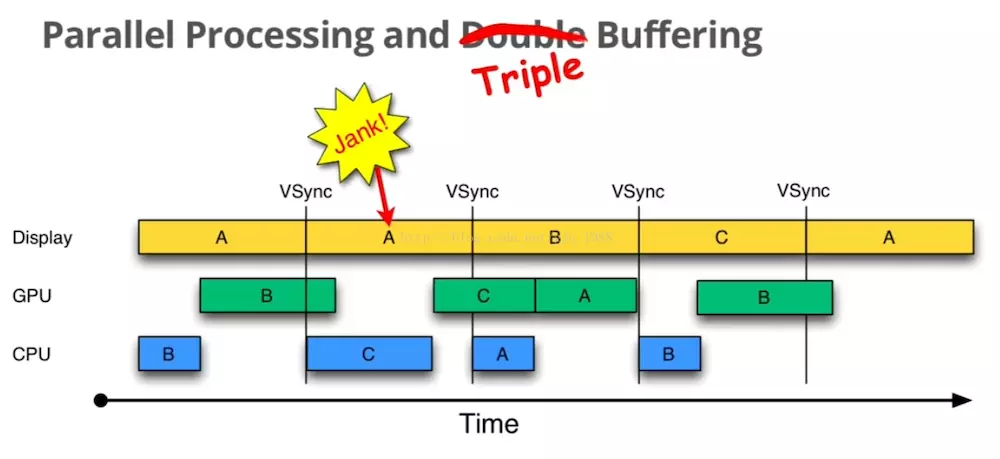 Parallel Processing and Double Buffering
Triple
Jank!
VSync VSync VSync VSync
Display A A B C A
GPU B C A B
CPU B C A B
Time